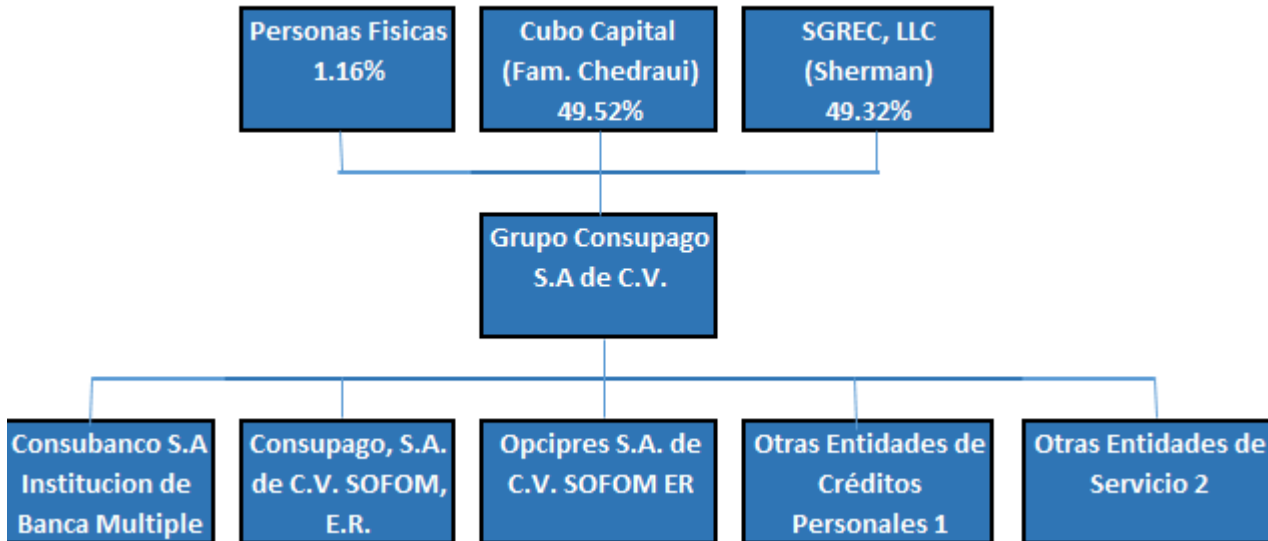 Personas Fisicas
1.16%
Cubo Capital
(Fam. Chedraui)
49.52%
SGREC, LLC
(Sherman)
49.32%
Grupo Consupago
S.A de C.V.
Consubanco S.A
Institucion de
Banca Multiple
Consupago, S.A.
de C.V. SOFOM,
E.R.
Opcipres S.A. de
C.V. SOFOM ER
Otras Entidades de
Créditos
Personales 1
Otras Entidades de
Servicio 2